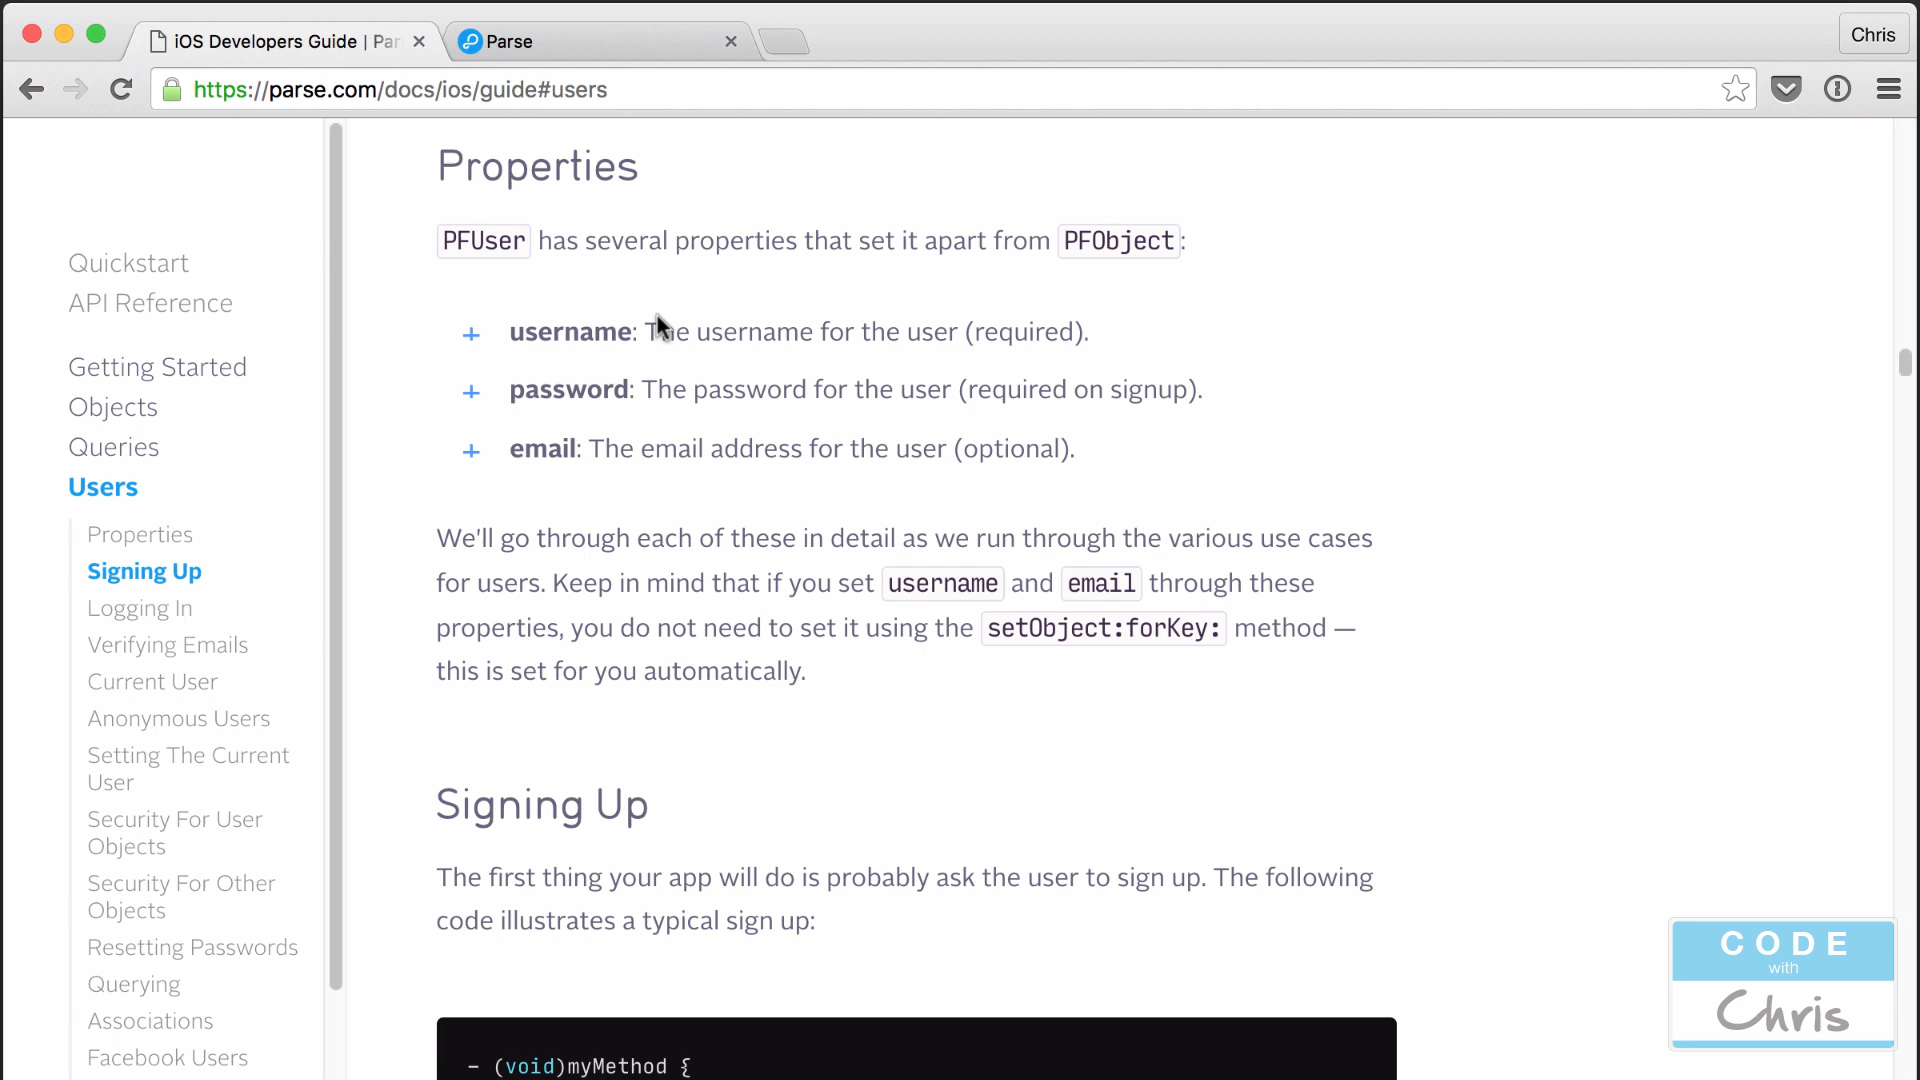 iOS Developers Guide | Par
Parse
Chris
https://parse.com/docs/ios/guide#users
Quickstart
API Reference
Getting Started
Objects
Queries
Users
Properties
Signing Up
Logging In
Verifying Emails
Current User
Anonymous Users
Setting The Current
User
Security For User
Objects
Security For Other
Objects
Resetting Passwords
Querying
Associations
Facebook Users
Properties
PFUser has several properties that set it apart from PFObject:
+ username: The username for the user (required).
+ password: The password for the user (required on signup).
+ email: The email address for the user (optional).
We'll go through each of these in detail as we run through the various use cases
for users. Keep in mind that if you set username and email through these
properties, you do not need to set it using the setObject:forKey: method —
this is set for you automatically.
Signing Up
The first thing your app will do is probably ask the user to sign up. The following
code illustrates a typical sign up:
- (void)myMethod {
CODE
with
Chris